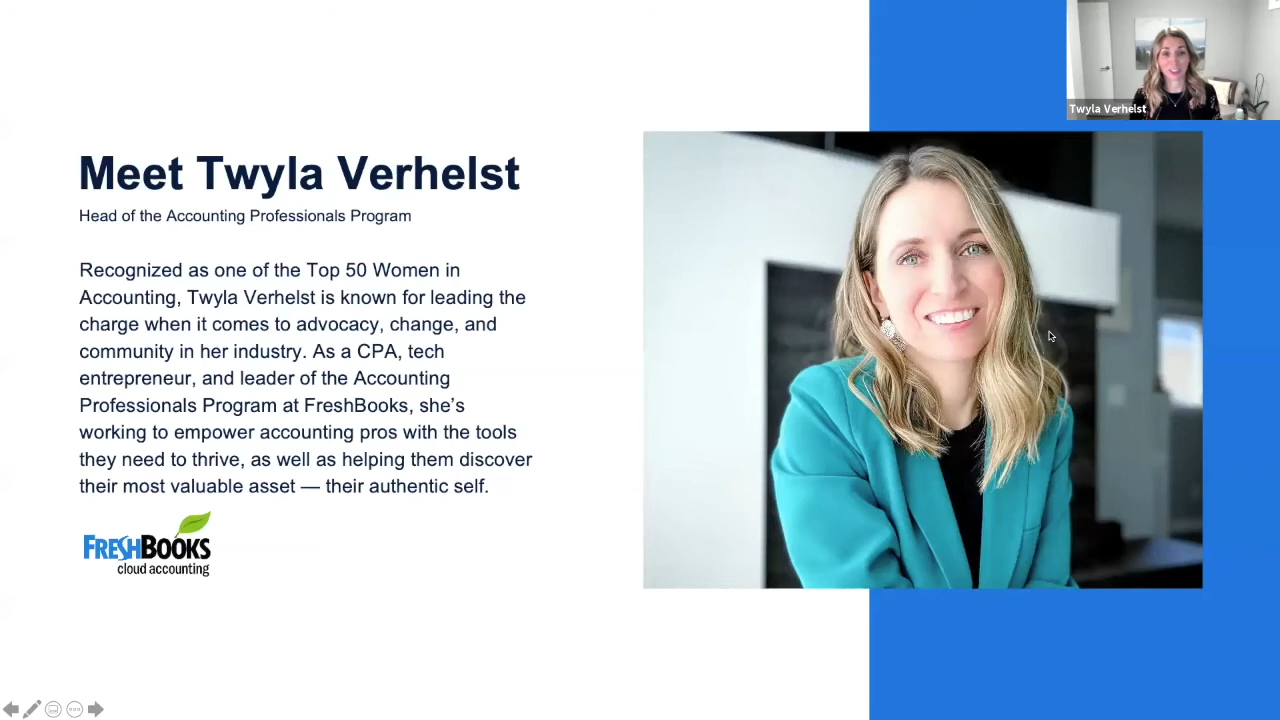 Twyla Verhelst
Meet Twyla Verhelst
Head of the Accounting Professionals Program
Recognized as one of the Top 50 Women in
Accounting, Twyla Verhelst is known for leading the
charge when it comes to advocacy, change, and
community in her industry. As a CPA, tech
entrepreneur, and leader of the Accounting
Professionals Program at FreshBooks, she’s
working to empower accounting pros with the tools
they need to thrive, as well as helping them discover
their most valuable asset — their authentic self.
FRESHBOOKS
cloud accounting